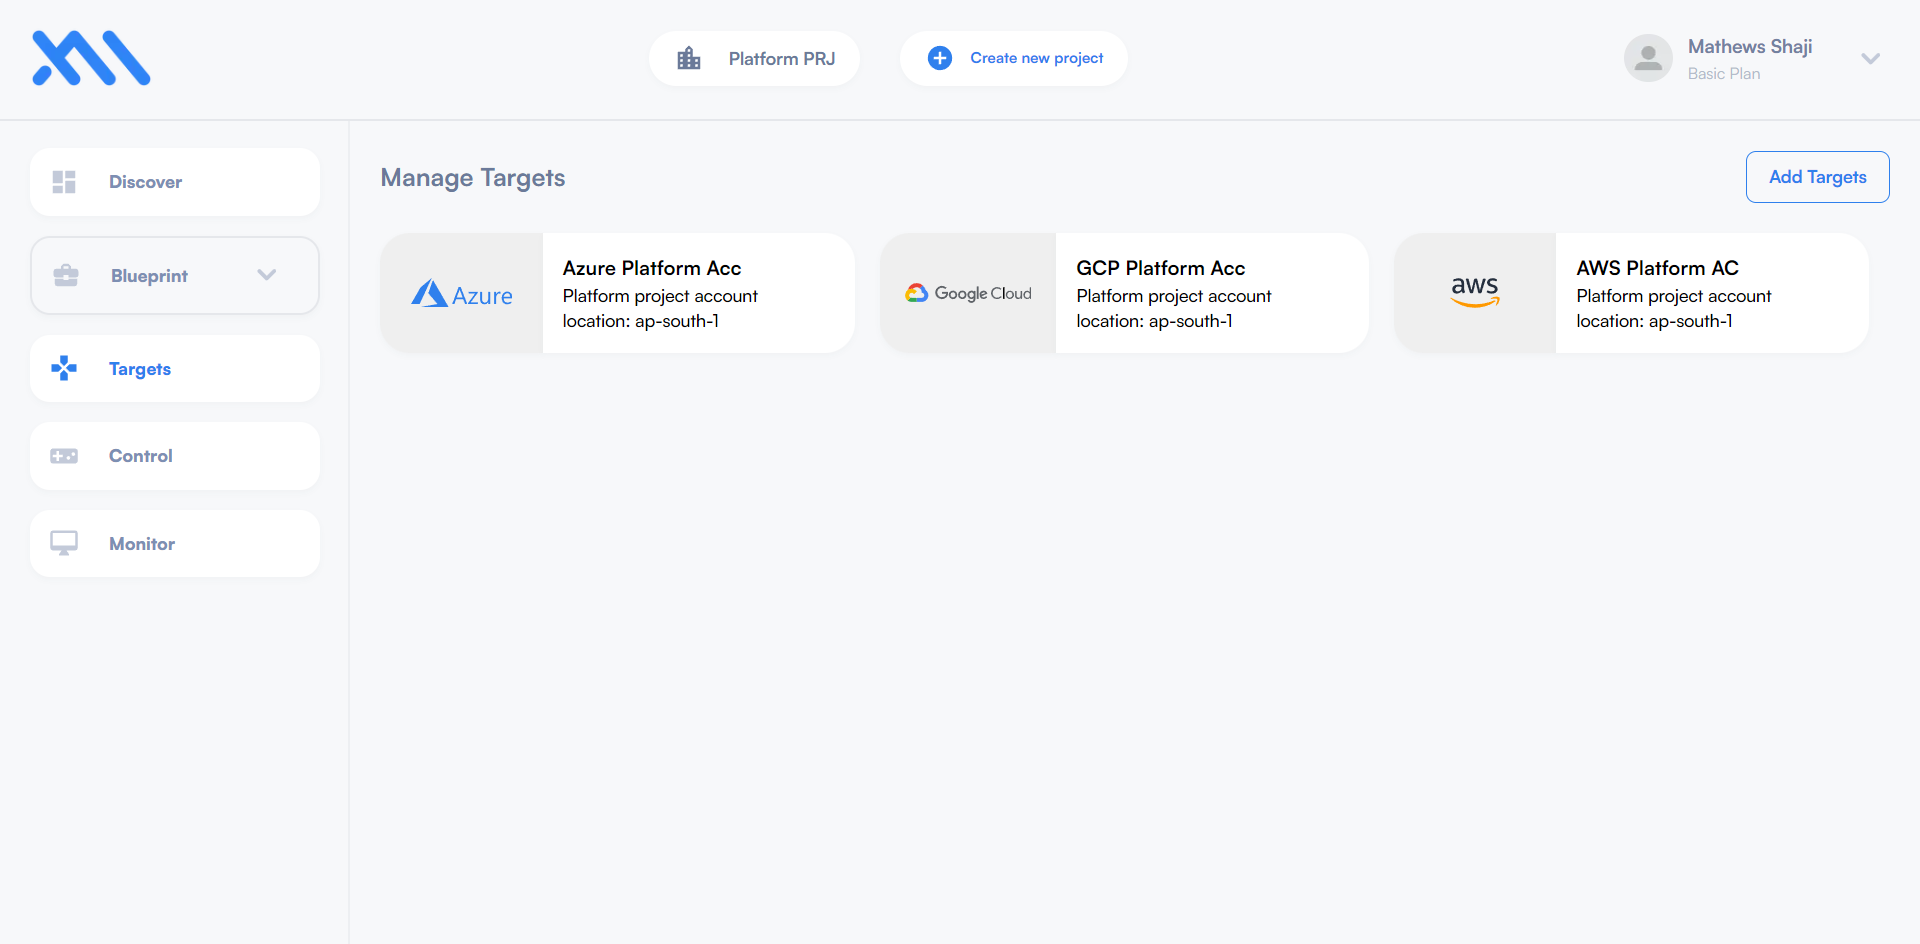 Platform PRJ
Create new project
Mathews Shaji
Basic Plan
Discover
Blueprint
Targets
Control
Monitor
Manage Targets
Add Targets
Azure
Azure Platform Acc
Platform project account
location: ap-south-1
Google Cloud
GCP Platform Acc
Platform project account
location: ap-south-1
aws
AWS Platform AC
Platform project account
location: ap-south-1